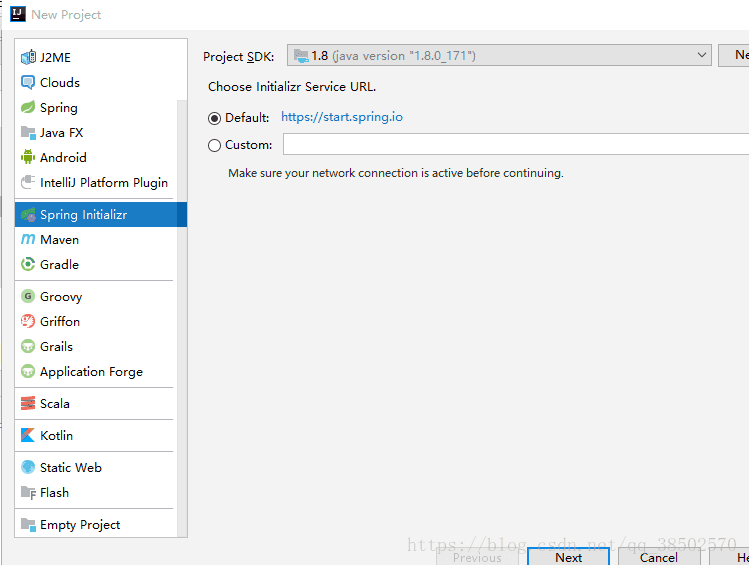 New Project
J2ME
Clouds
Spring
Java FX
Android
IntelliJ Platform Plugin
Spring Initializr
Maven
Gradle
Groovy
Griffon
Grails
Application Forge
Scala
Kotlin
Static Web
Flash
Empty Project
Project SDK: 1.8 (java version "1.8.0_171") Ne
Choose Initializr Service URL.
Default: https://start.spring.io
Custom:
Make sure your network connection is active before continuing.
https://blog.csdn.net/qq_38502570
Previous Next Cancel He